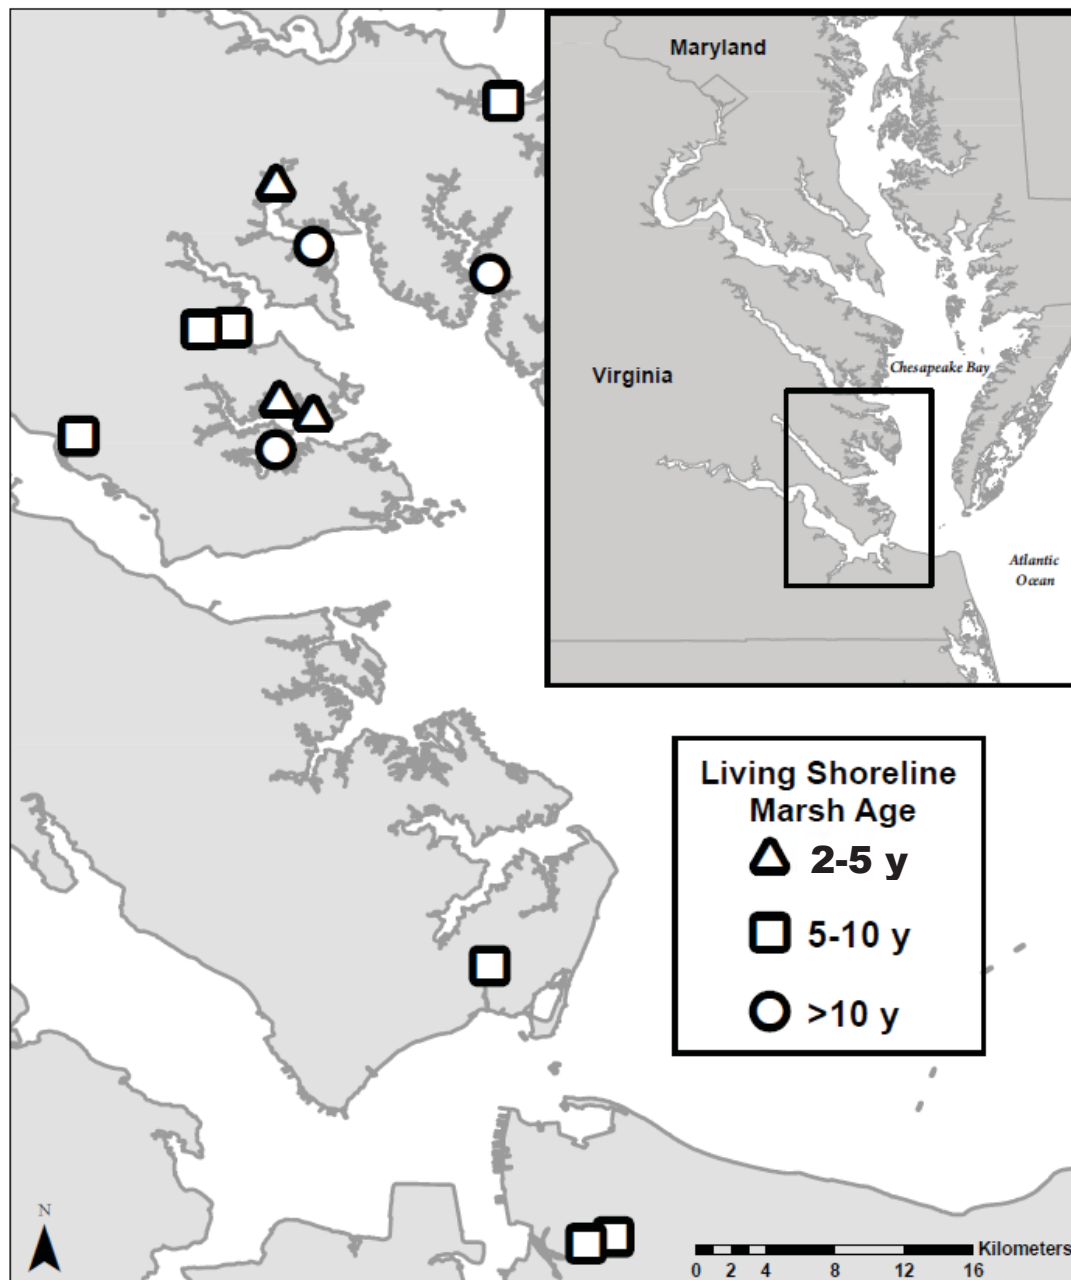 Maryland
Virginia
Chesapeake Bay
Atlantic
Ocean
Living Shoreline
Marsh Age
2-5 y
5-10 y
>10 y
N
Kilometers
0 2 4 8 12 16